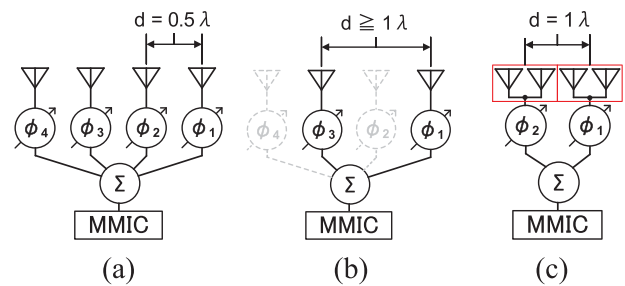 d = 0.5 λ
d ≧ 1 λ
d = 1 λ
ϕ4 ϕ3 ϕ2 ϕ1
ϕ4 ϕ3 ϕ2 ϕ1
ϕ2 ϕ1
Σ
Σ
Σ
MMIC
MMIC
MMIC
(a)
(b)
(c)